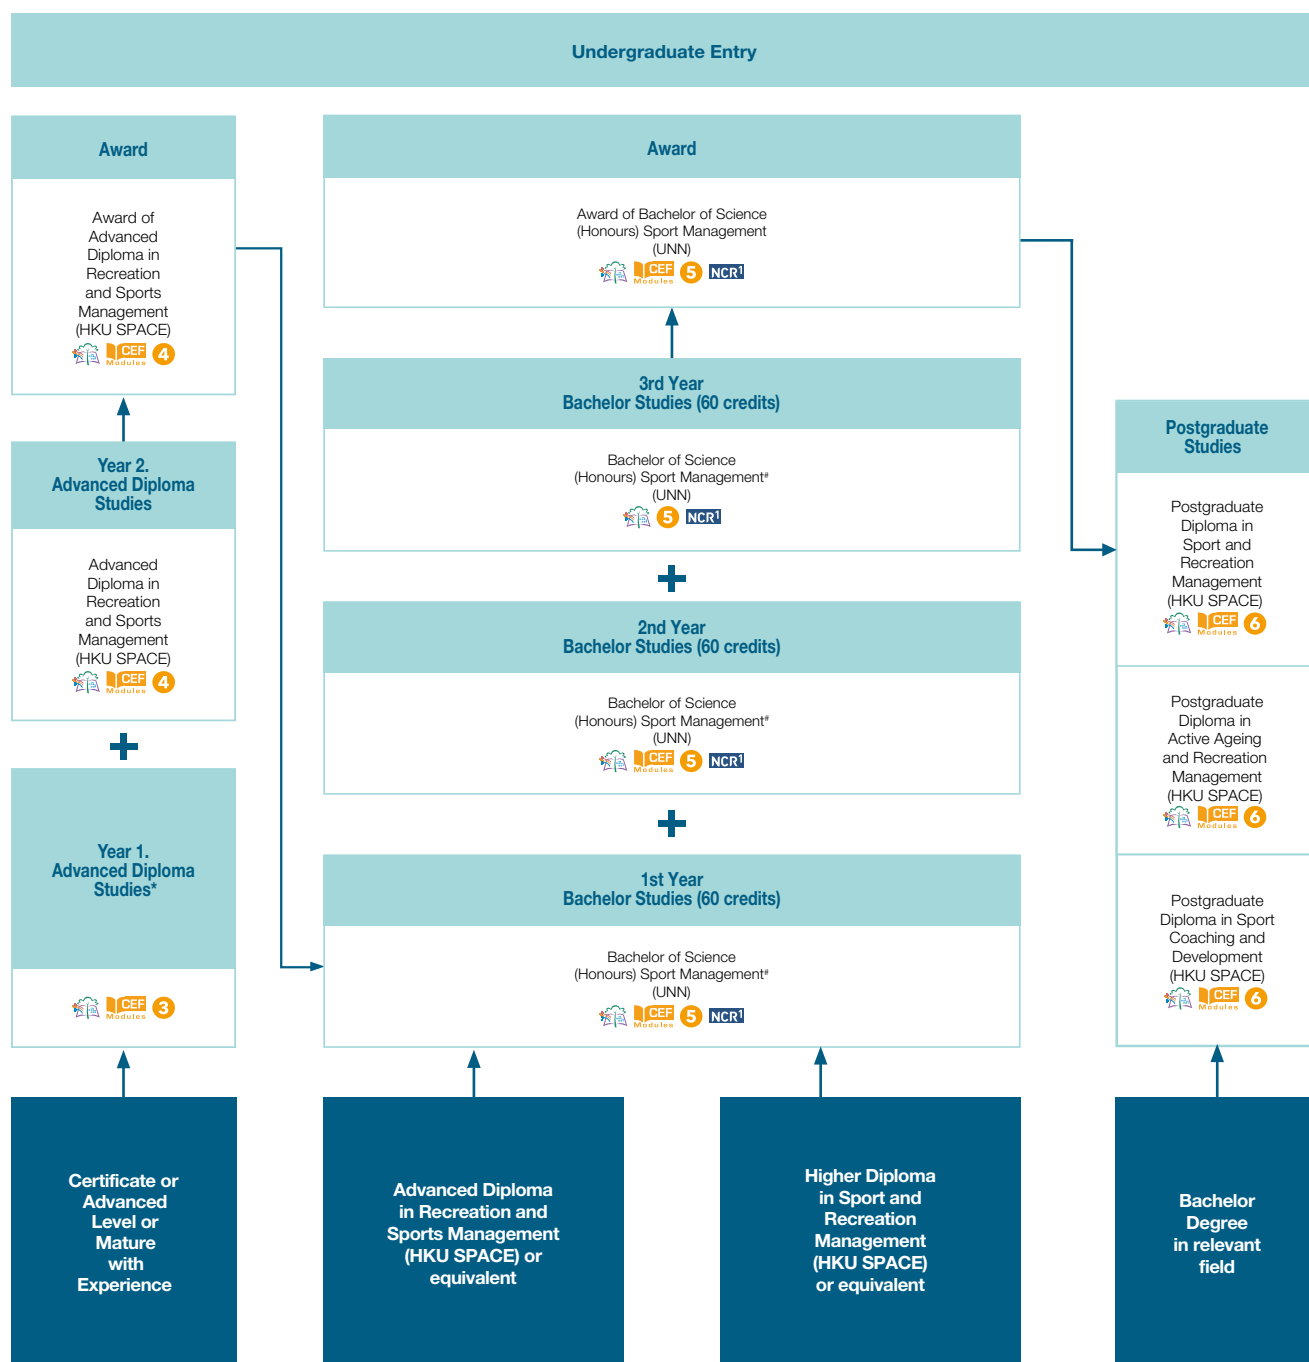 Undergraduate Entry
Award
Award of
Advanced
Diploma in
Recreation
and Sports
Management
(HKU SPACE)
CEF
Modules
4
Year 2.
Advanced Diploma
Studies
Advanced
Diploma in
Recreation
and Sports
Management
(HKU SPACE)
CEF
Modules
4
Year 1.
Advanced Diploma
Studies*
CEF
Modules
3
Certificate or
Advanced
Level or
Mature
with
Experience
Award
Award of Bachelor of Science
(Honours) Sport Management
(UNN)
CEF
Modules
5
NCR1
3rd Year
Bachelor Studies (60 credits)
Bachelor of Science
(Honours) Sport Management#
(UNN)
5
NCR1
2nd Year
Bachelor Studies (60 credits)
Bachelor of Science
(Honours) Sport Management#
(UNN)
CEF
Modules
5
NCR1
1st Year
Bachelor Studies (60 credits)
Bachelor of Science
(Honours) Sport Management#
(UNN)
CEF
Modules
5
NCR1
Advanced Diploma
in Recreation and
Sports Management
(HKU SPACE) or
equivalent
Higher Diploma
in Sport and
Recreation
Management
(HKU SPACE)
or equivalent
Postgraduate
Studies
Postgraduate
Diploma in
Sport and
Recreation
Management
(HKU SPACE)
CEF
Modules
6
Postgraduate
Diploma in
Active Ageing
and Recreation
Management
(HKU SPACE)
CEF
Modules
6
Postgraduate
Diploma in Sport
Coaching and
Development
(HKU SPACE)
CEF
Modules
6
Bachelor
Degree
in relevant
field